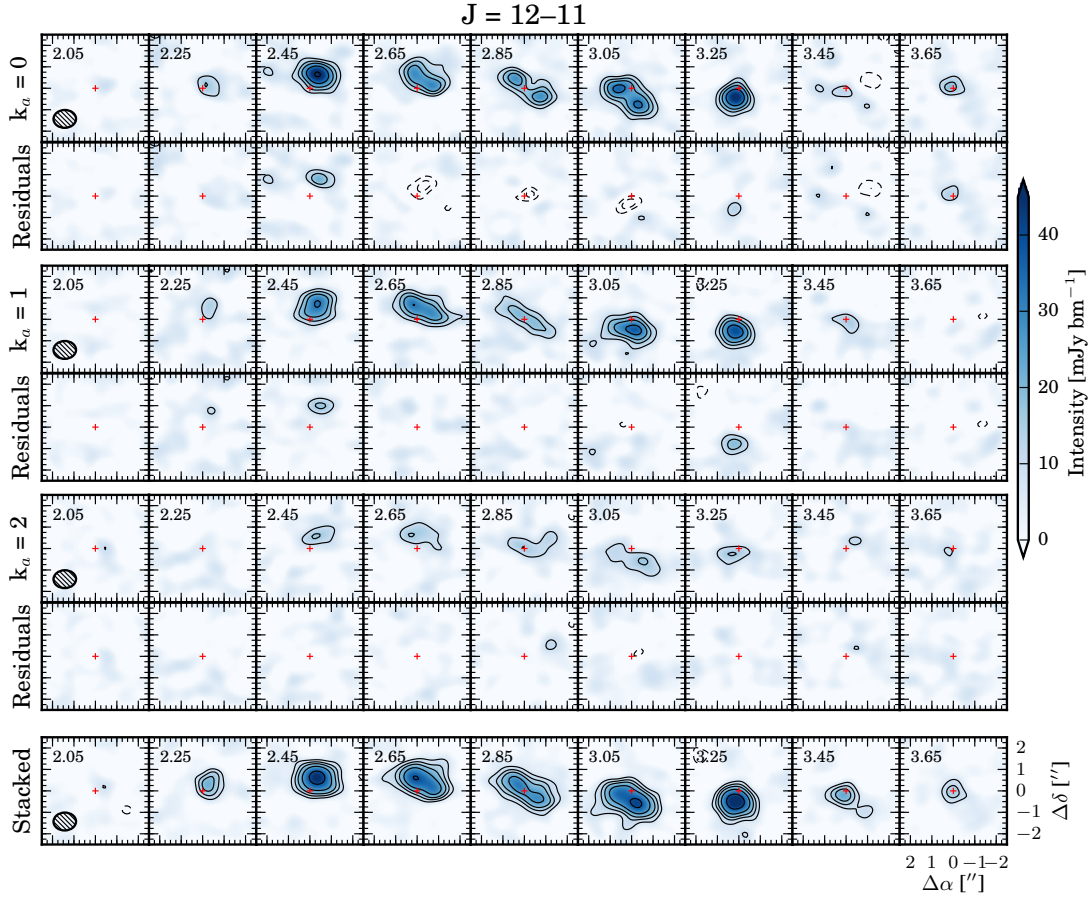 J = 12–11
k_a = 0
2.05 2.25 2.45 2.65 2.85 3.05 3.25 3.45 3.65
Residuals
k_a = 1
2.05 2.25 2.45 2.65 2.85 3.05 3.25 3.45 3.65
Residuals
k_a = 2
2.05 2.25 2.45 2.65 2.85 3.05 3.25 3.45 3.65
Residuals
Stacked
2.05 2.25 2.45 2.65 2.85 3.05 3.25 3.45 3.65
2
1
0
−1
−2
Δδ [″]
2 1 0 −1 −2
Δα [″]
40
30
20
10
0
Intensity [mJy bm⁻¹]